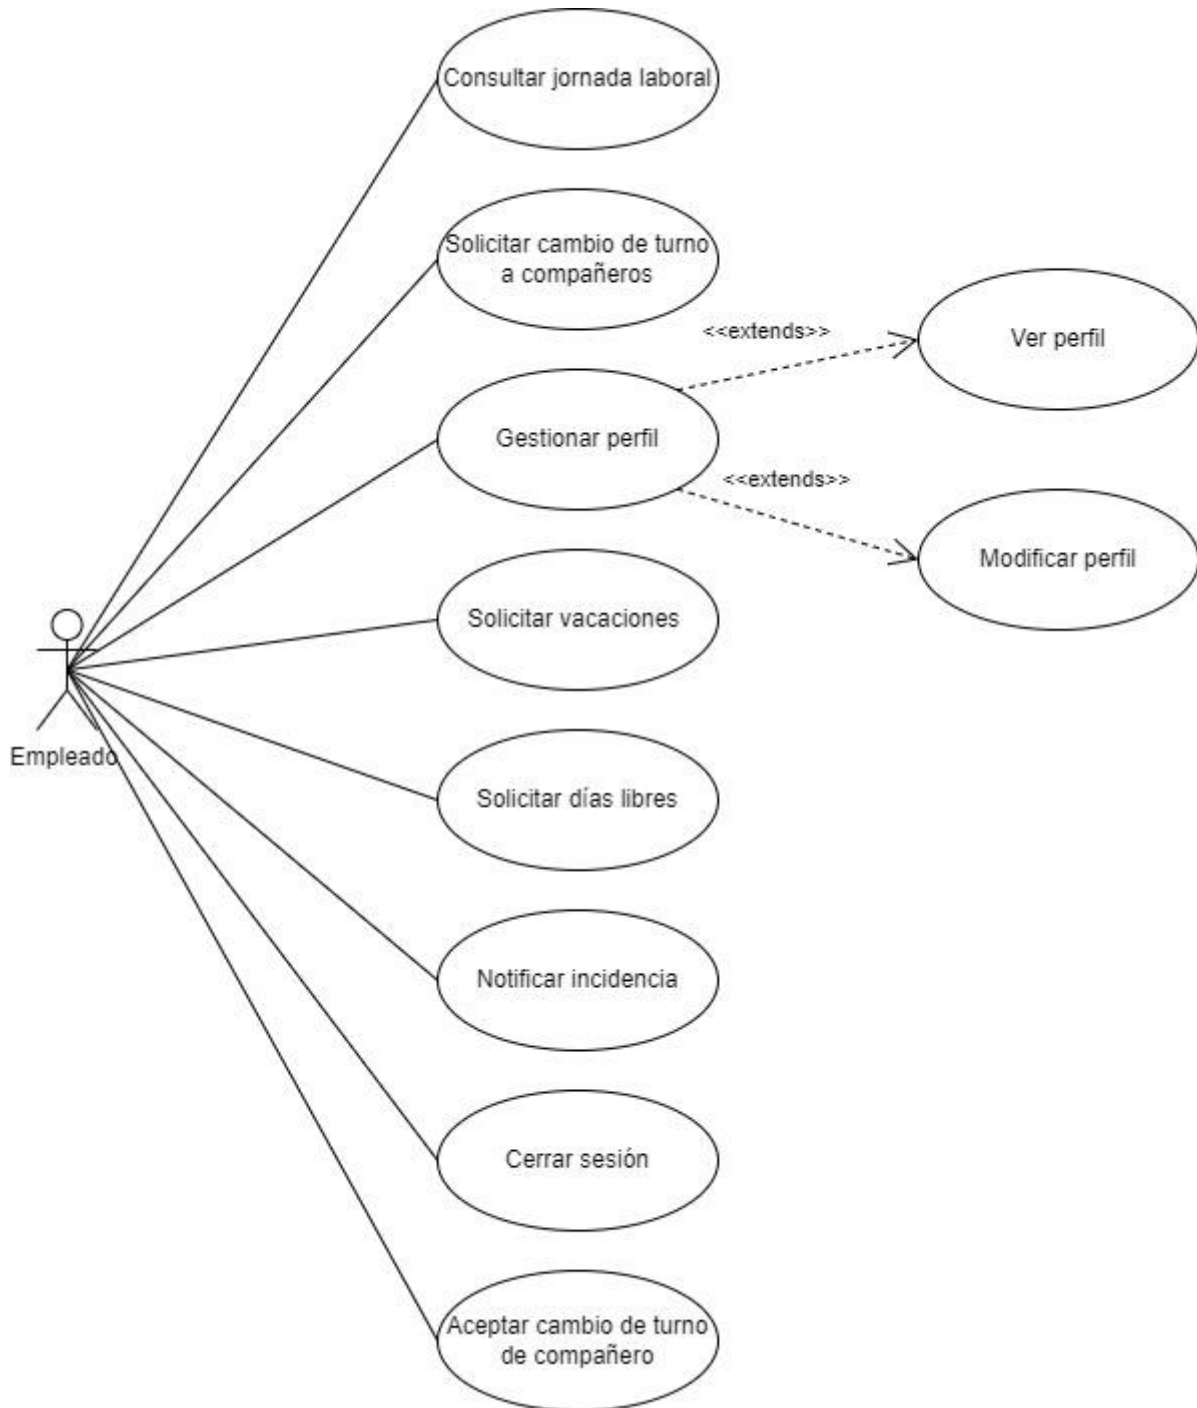 Consultar jornada laboral
Solicitar cambio de turno
a compañeros
<<extends>>
Ver perfil
Gestionar perfil
<<extends>>
Modificar perfil
Solicitar vacaciones
Empleado
Solicitar días libres
Notificar incidencia
Cerrar sesión
Aceptar cambio de turno
de compañero